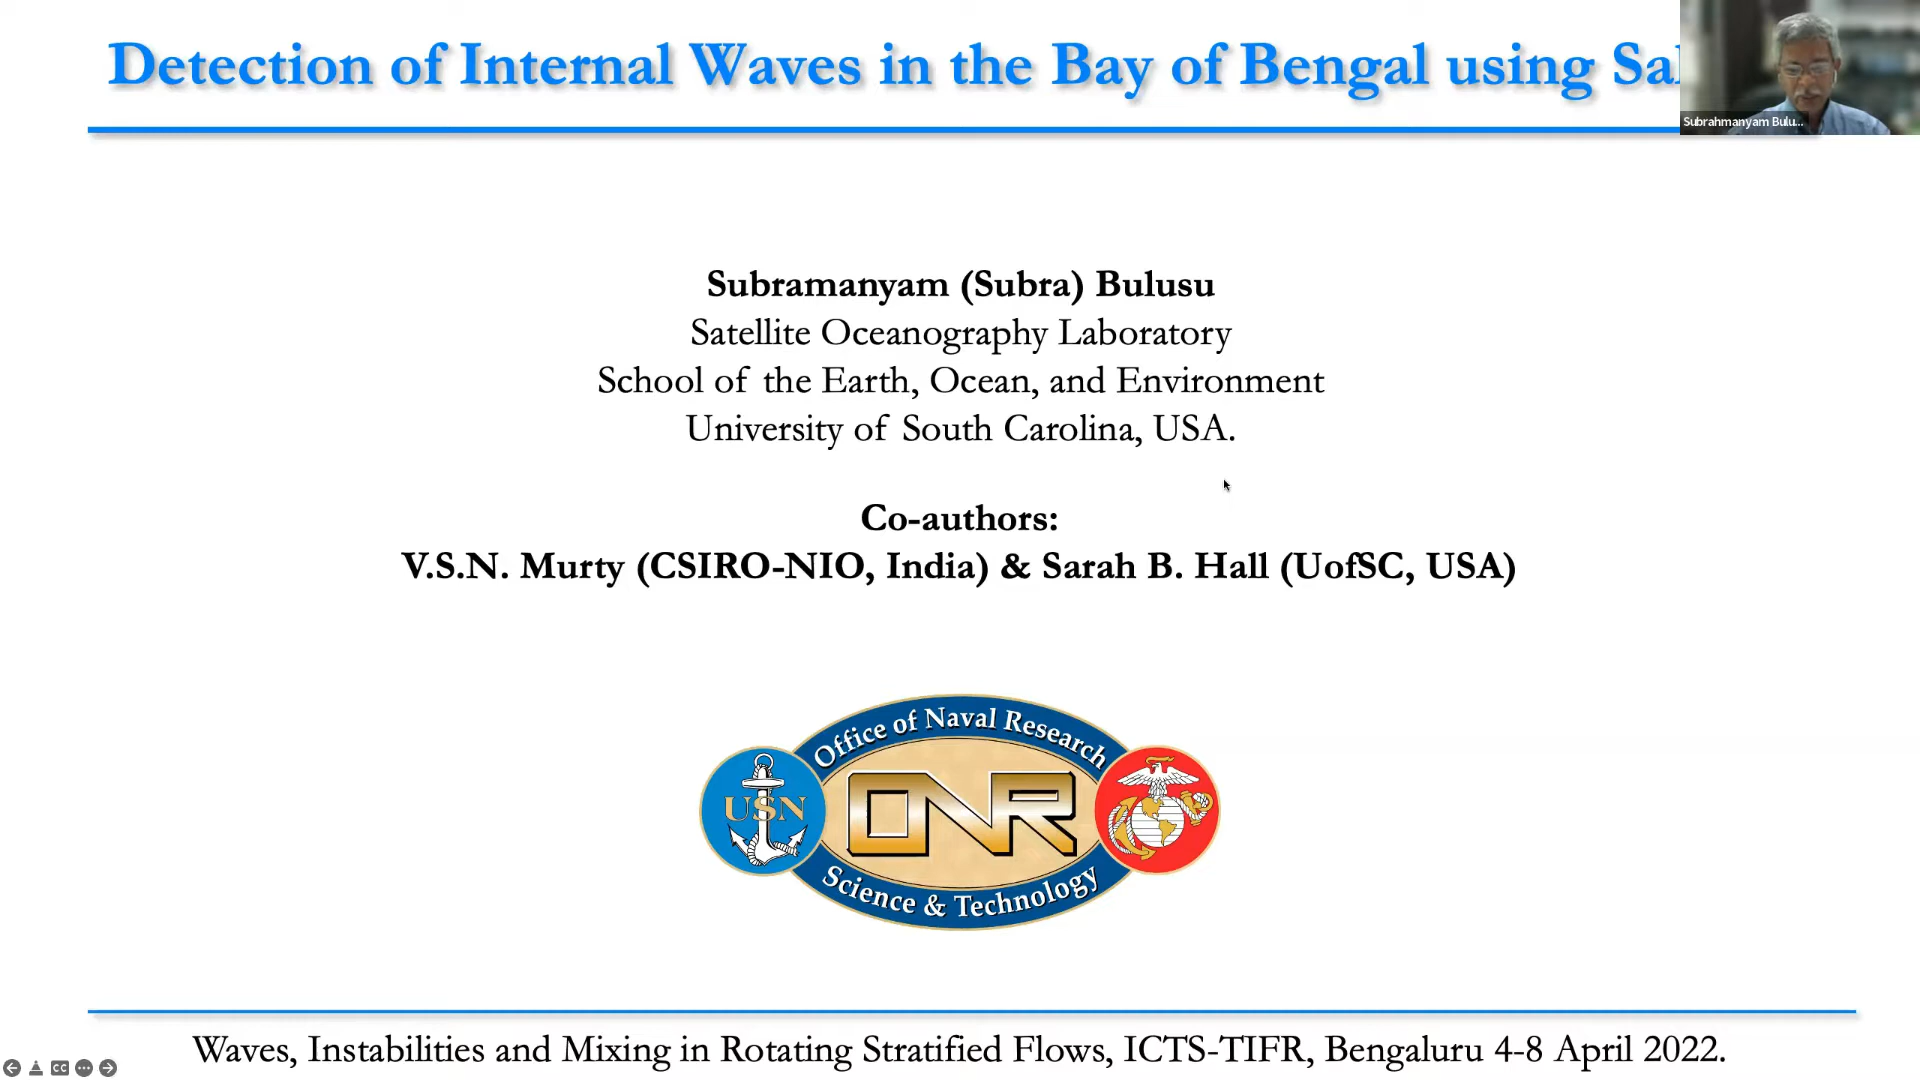 Detection of Internal Waves in the Bay of Bengal using
Subrahmanyam Bulu...
Subramanyam (Subra) Bulusu
Satellite Oceanography Laboratory
School of the Earth, Ocean, and Environment
University of South Carolina, USA.
Co-authors:
V.S.N. Murty (CSIRO-NIO, India) & Sarah B. Hall (UofSC, USA)
Office of Naval Research
USN
ONR
Science & Technology
Waves, Instabilities and Mixing in Rotating Stratified Flows, ICTS-TIFR, Bengaluru 4-8 April 2022.
CC